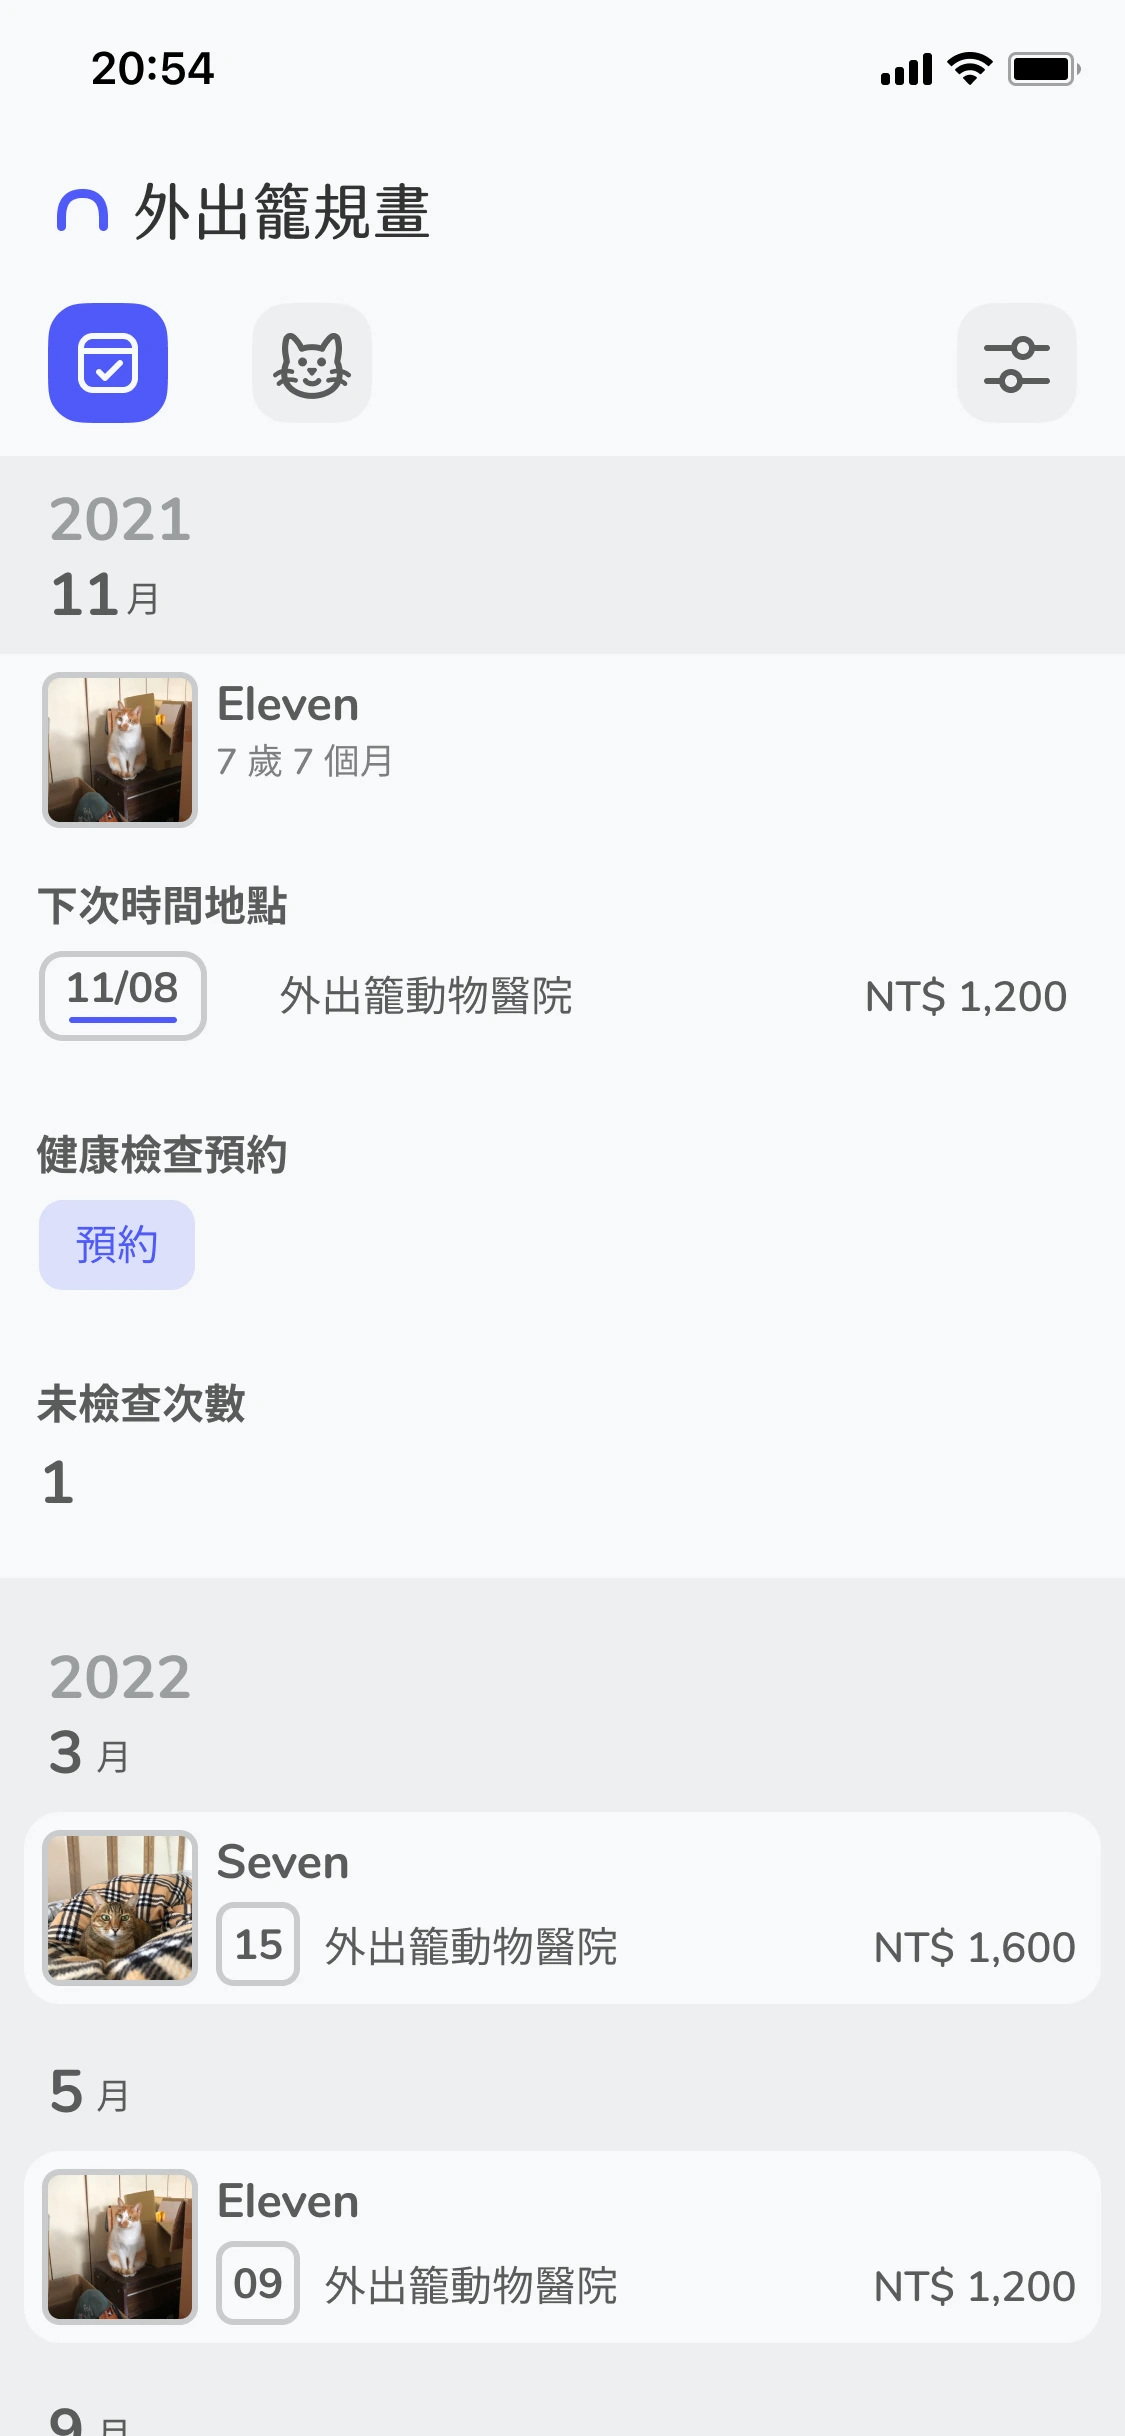 20:54
外出籠規畫
2021
11 月
Eleven
7 歲 7 個月
下次時間地點
11/08 外出籠動物醫院 NT$ 1,200
健康檢查預約
預約
未檢查次數
1
2022
3 月
Seven
15 外出籠動物醫院 NT$ 1,600
5 月
Eleven
09 外出籠動物醫院 NT$ 1,200
9 月